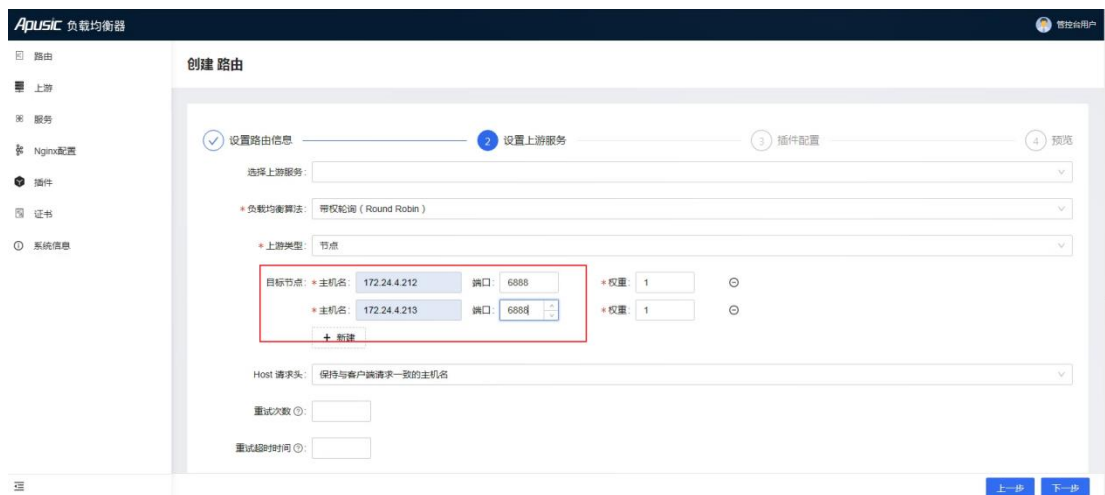 Apusic 负载均衡器
管控台用户
路由
上游
服务
Nginx配置
插件
证书
系统信息
创建 路由
设置路由信息
2 设置上游服务
3 插件配置
4 预览
选择上游服务:
* 负载均衡算法: 带权轮询 ( Round Robin )
* 上游类型: 节点
目标节点: * 主机名: 172.24.4.212 端口: 6888 * 权重: 1
* 主机名: 172.24.4.213 端口: 6888 * 权重: 1
+ 新建
Host 请求头: 保持与客户端请求一致的主机名
重试次数 ?:
重试超时时间 ?:
上一步 下一步